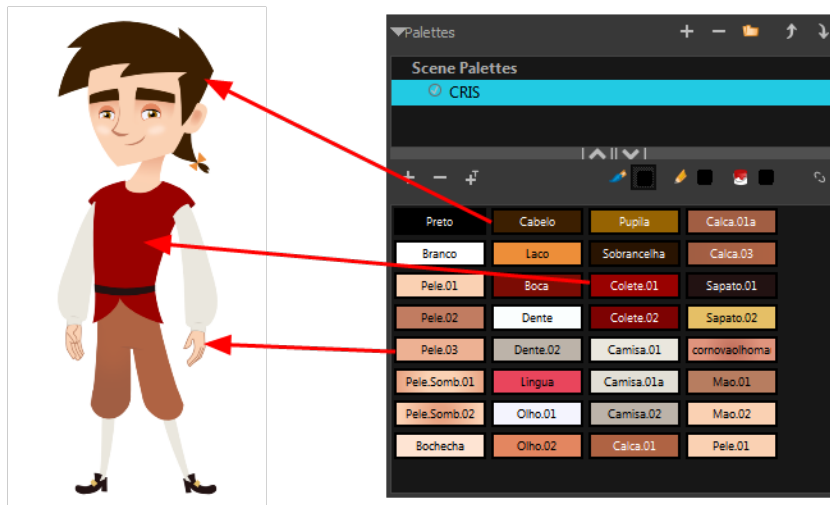 Palettes
Scene Palettes
CRIS
Preto Cabelo Pupila Calca.01a
Branco Laco Sobrancelha Calca.03
Pele.01 Boca Colete.01 Sapato.01
Pele.02 Dente Colete.02 Sapato.02
Pele.03 Dente.02 Camisa.01 cornovaolhoma
Pele.Somb.01 Lingua Camisa.01a Mao.01
Pele.Somb.02 Olho.01 Camisa.02 Mao.02
Bochecha Olho.02 Calca.01 Pele.01